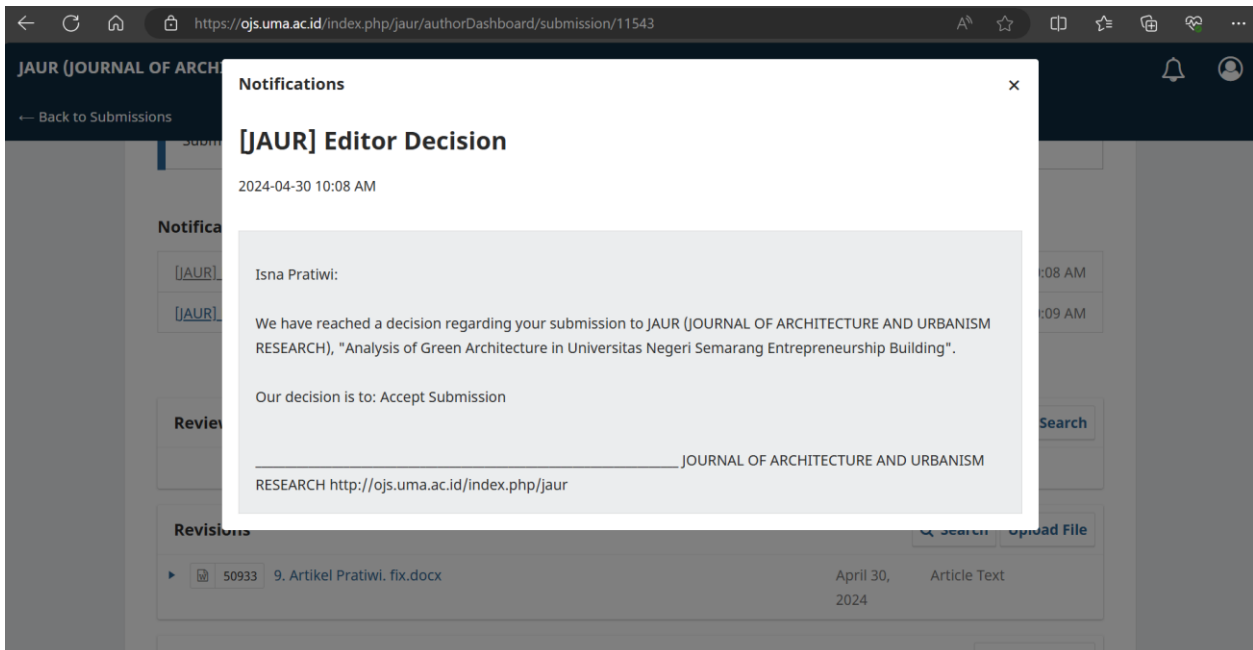 https://ojs.uma.ac.id/index.php/jaur/authorDashboard/submission/11543
JAUR (JOURNAL OF ARCH
← Back to Submissions
Notifications
×
[JAUR] Editor Decision
2024-04-30 10:08 AM
Notifica
[JAUR]
:08 AM
[JAUR]
:09 AM
Isna Pratiwi:
We have reached a decision regarding your submission to JAUR (JOURNAL OF ARCHITECTURE AND URBANISM
RESEARCH), "Analysis of Green Architecture in Universitas Negeri Semarang Entrepreneurship Building".
Our decision is to: Accept Submission
Review
Search
________________________________________________________________________ JOURNAL OF ARCHITECTURE AND URBANISM
RESEARCH http://ojs.uma.ac.id/index.php/jaur
Revisions
Search Upload File
50933 9. Artikel Pratiwi. fix.docx
April 30,
2024
Article Text